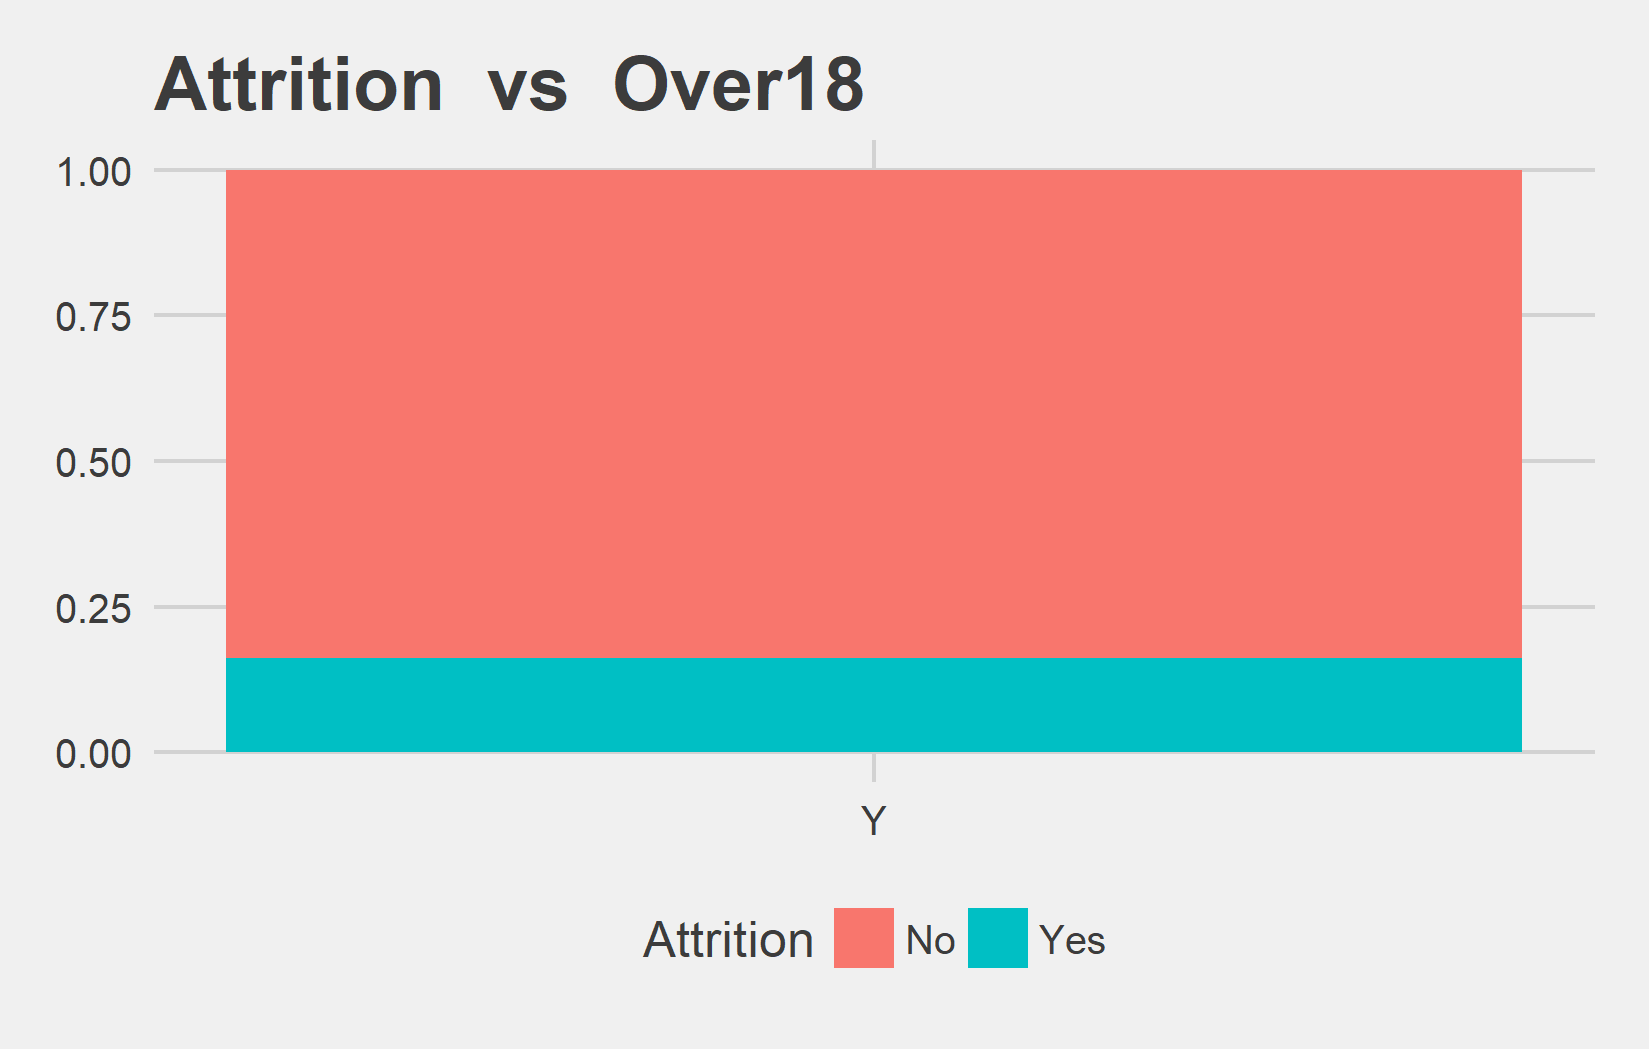 Attrition vs Over18
1.00
0.75
0.50
0.25
0.00
Y
Attrition No Yes